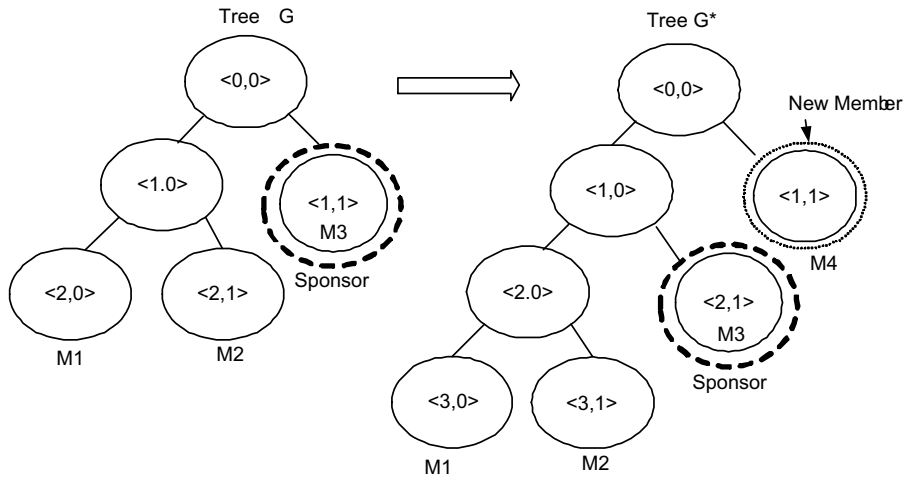 Tree G
<0,0>
<1.0>
<1,1>
M3
Sponsor
<2,0>
<2,1>
M1
M2
Tree G*
<0,0>
New Member
<1,0>
<1,1>
M4
<2.0>
<2,1>
M3
Sponsor
<3,0>
<3,1>
M1
M2